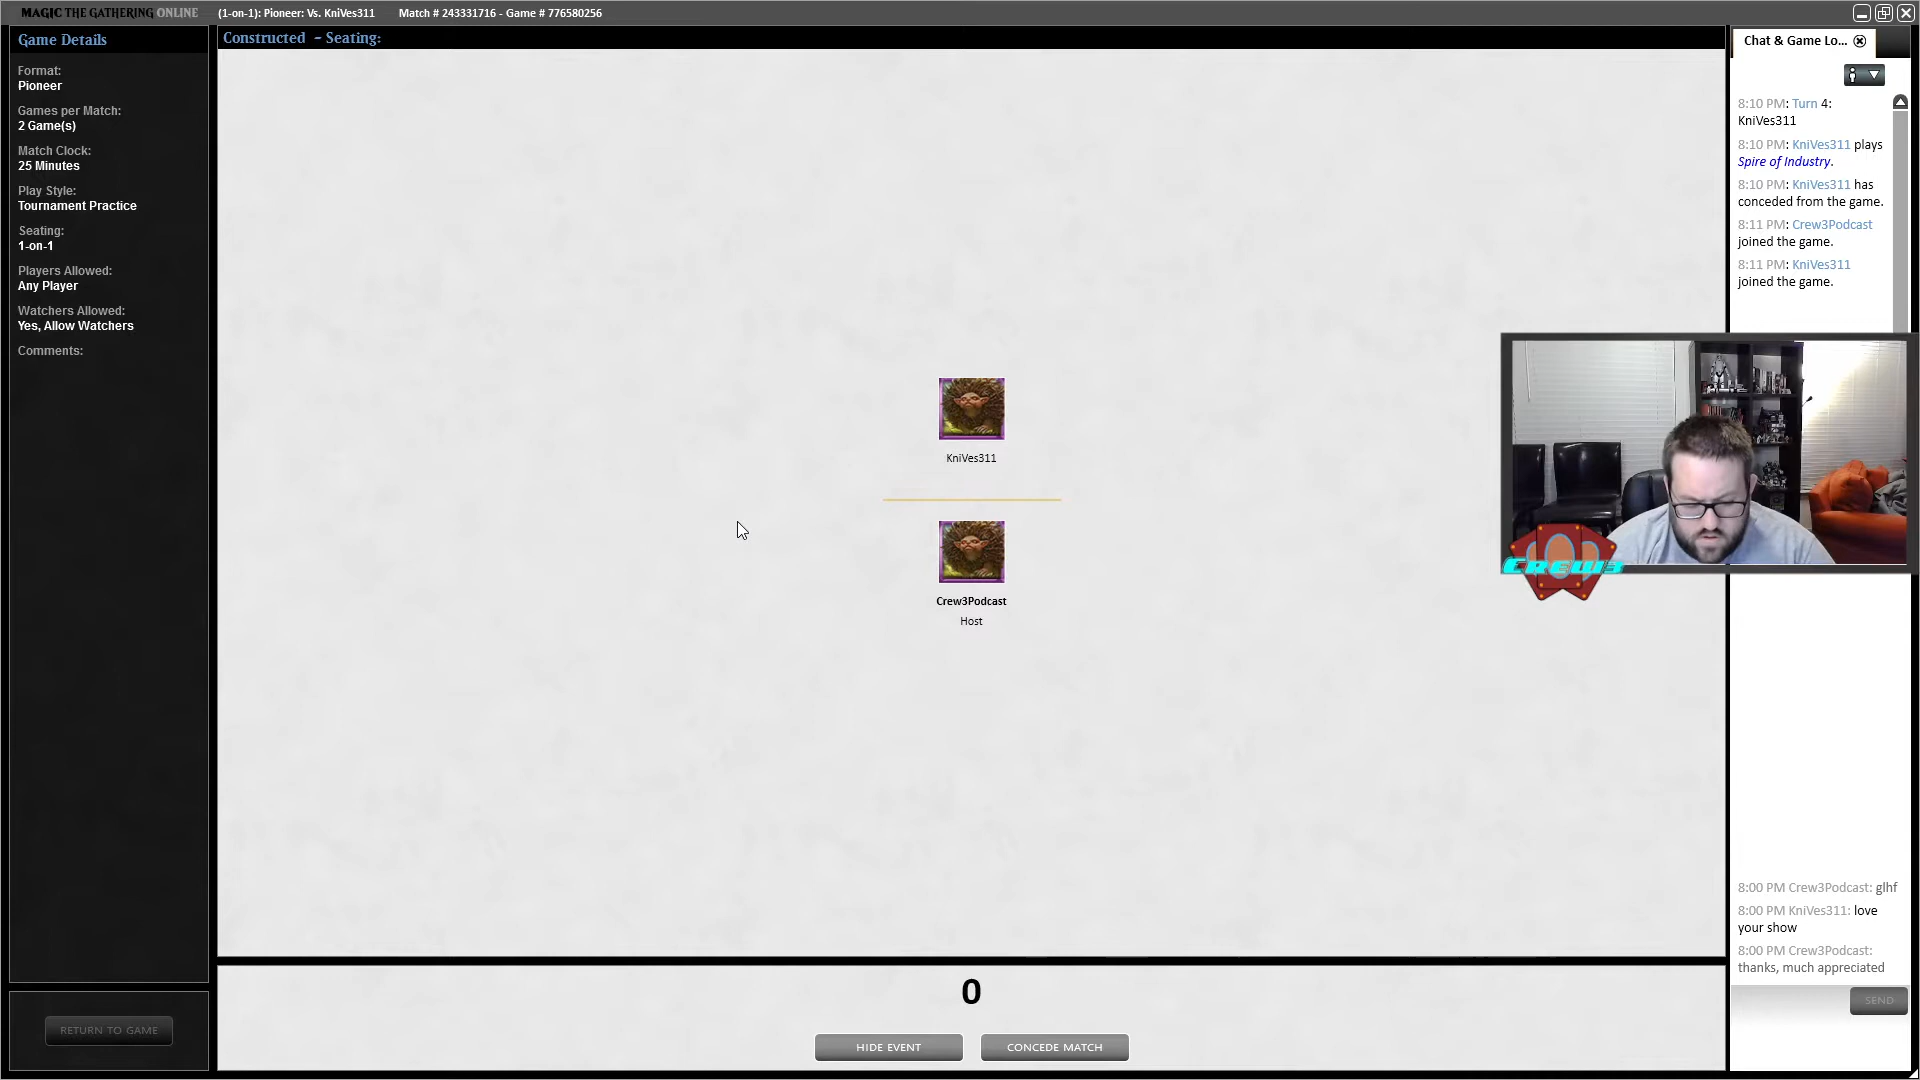 MAGIC THE GATHERING ONLINE
(1-on-1): Pioneer: Vs. KniVes311 Match # 243331716 - Game # 776580256
Game Details
Format:
Pioneer
Games per Match:
2 Game(s)
Match Clock:
25 Minutes
Play Style:
Tournament Practice
Seating:
1-on-1
Players Allowed:
Any Player
Watchers Allowed:
Yes, Allow Watchers
Comments:
RETURN TO GAME
Constructed - Seating:
KniVes311
Crew3Podcast
Host
0
HIDE EVENT
CONCEDE MATCH
Chat & Game Lo...
8:10 PM: Turn 4:
KniVes311
8:10 PM: KniVes311 plays
Spire of Industry.
8:10 PM: KniVes311 has
conceded from the game.
8:11 PM: Crew3Podcast
joined the game.
8:11 PM: KniVes311
joined the game.
CREW3
8:00 PM Crew3Podcast: glhf
8:00 PM KniVes311: love
your show
8:00 PM Crew3Podcast:
thanks, much appreciated
SEND